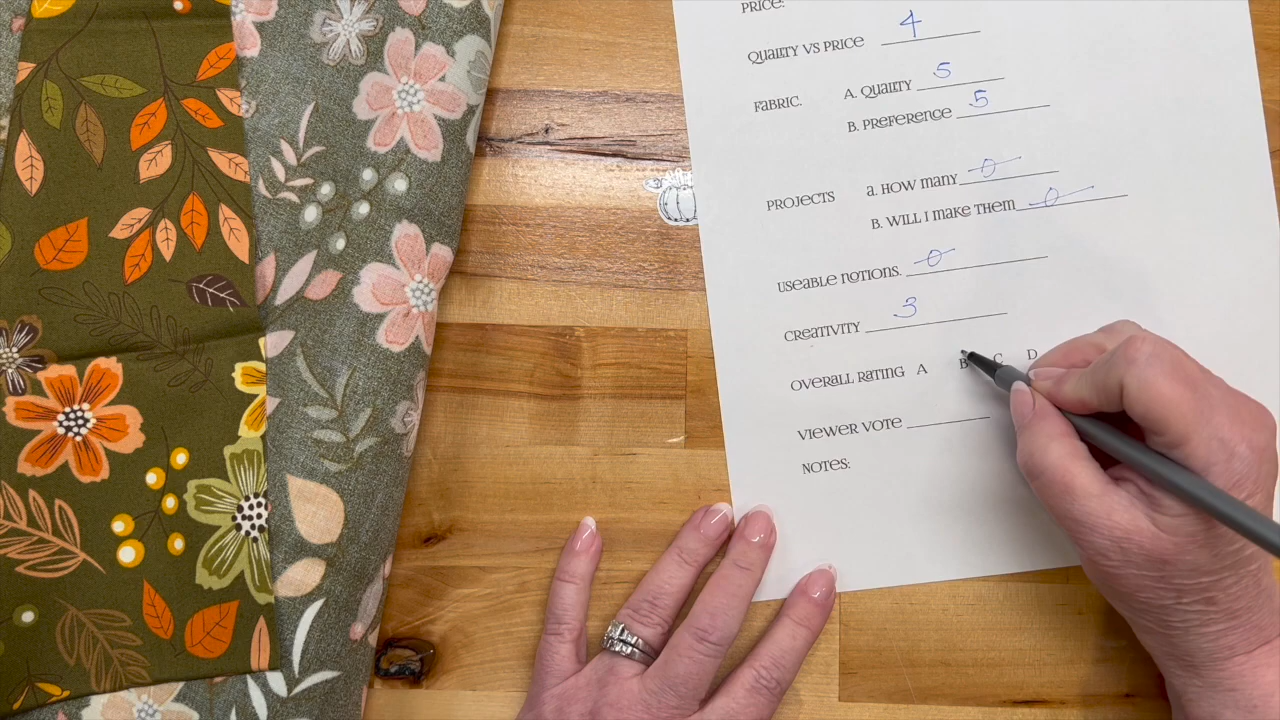 PRICE:
QUALITY VS PRICE 4
FABRIC. A. QUALITY 5
B. PREFERENCE 5
PROJECTS A. HOW MANY 0
B. WILL I MAKE THEM 0
USEABLE NOTIONS. 0
CREATIVITY 3
OVERALL RATING A B C D
VIEWER VOTE
NOTES: